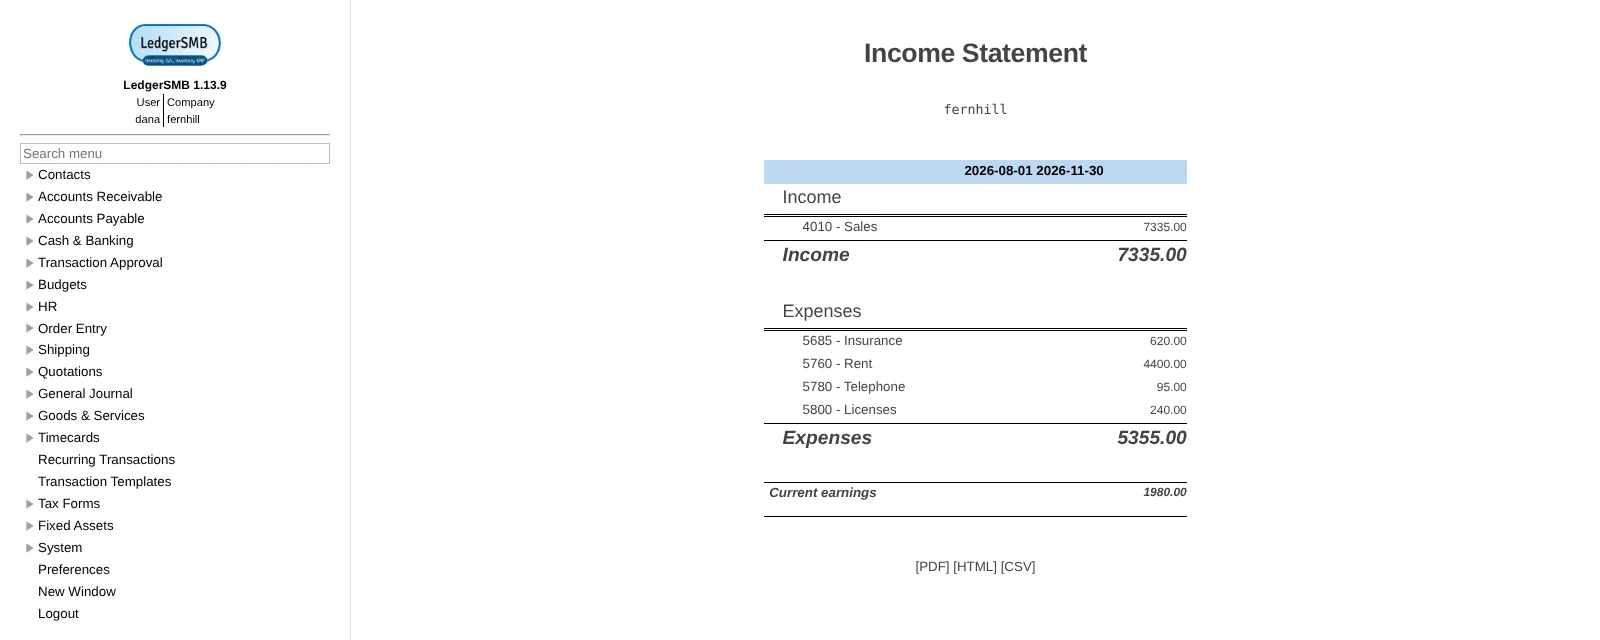 LedgerSMB
LedgerSMB 1.13.9
User Company
dana fernhill
Search menu
Contacts
Accounts Receivable
Accounts Payable
Cash & Banking
Transaction Approval
Budgets
HR
Order Entry
Shipping
Quotations
General Journal
Goods & Services
Timecards
Recurring Transactions
Transaction Templates
Tax Forms
Fixed Assets
System
Preferences
New Window
Logout
Income Statement
fernhill
2026-08-01 2026-11-30
Income
4010 - Sales 7335.00
Income 7335.00
Expenses
5685 - Insurance 620.00
5760 - Rent 4400.00
5780 - Telephone 95.00
5800 - Licenses 240.00
Expenses 5355.00
Current earnings 1980.00
[PDF] [HTML] [CSV]